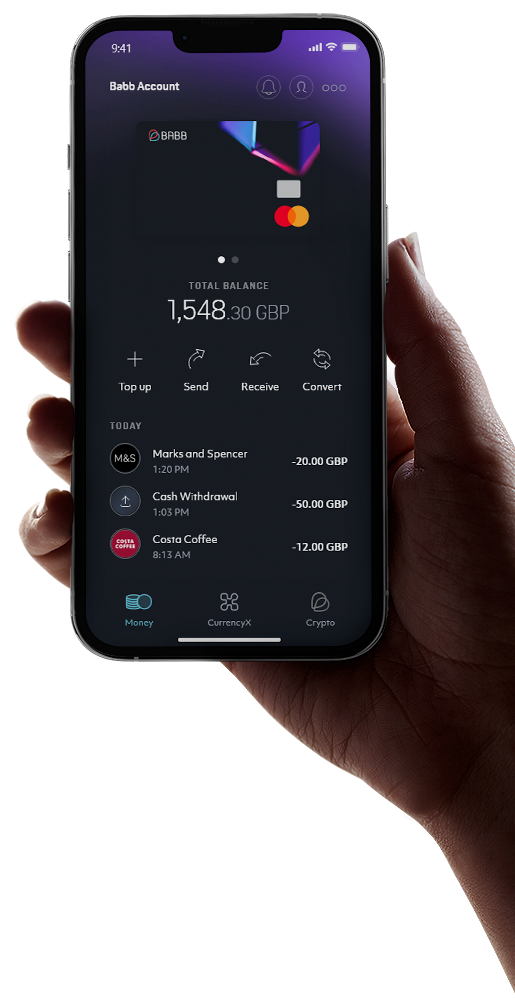 9:41
Babb Account
BABB
TOTAL BALANCE
1,548.30 GBP
Top up Send Receive Convert
TODAY
M&S Marks and Spencer -20.00 GBP
1:20 PM
Cash Withdrawal -50.00 GBP
1:03 PM
COSTA COFFEE Costa Coffee -12.00 GBP
8:13 AM
Money CurrencyX Crypto